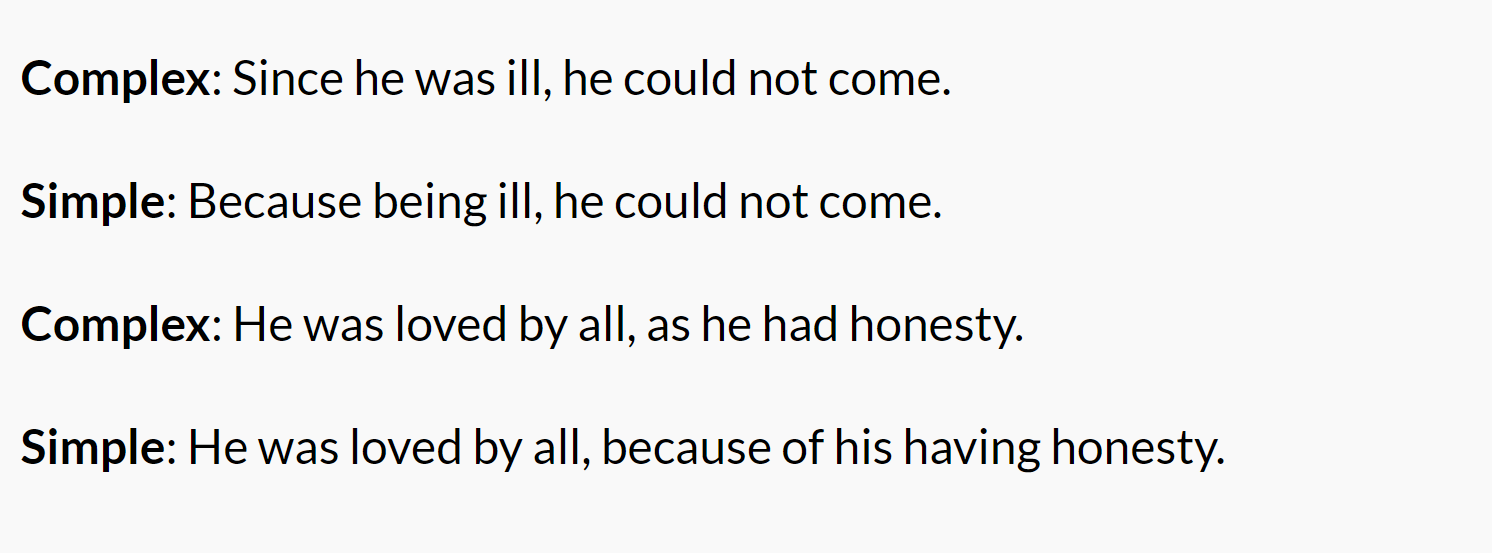 Complex: Since he was ill, he could not come.
Simple: Because being ill, he could not come.
Complex: He was loved by all, as he had honesty.
Simple: He was loved by all, because of his having honesty.